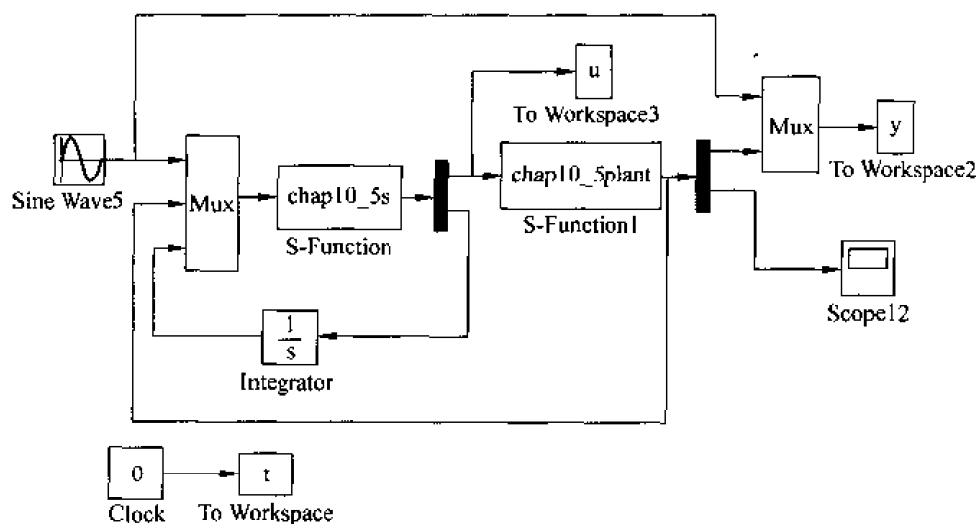 u
To Workspace3
Mux
y
To Workspace2
Sine Wave5
Mux
chap10_5s
S-Function
chap10_5plant
S-Function1
Scope12
1
s
Integrator
0
Clock
t
To Workspace